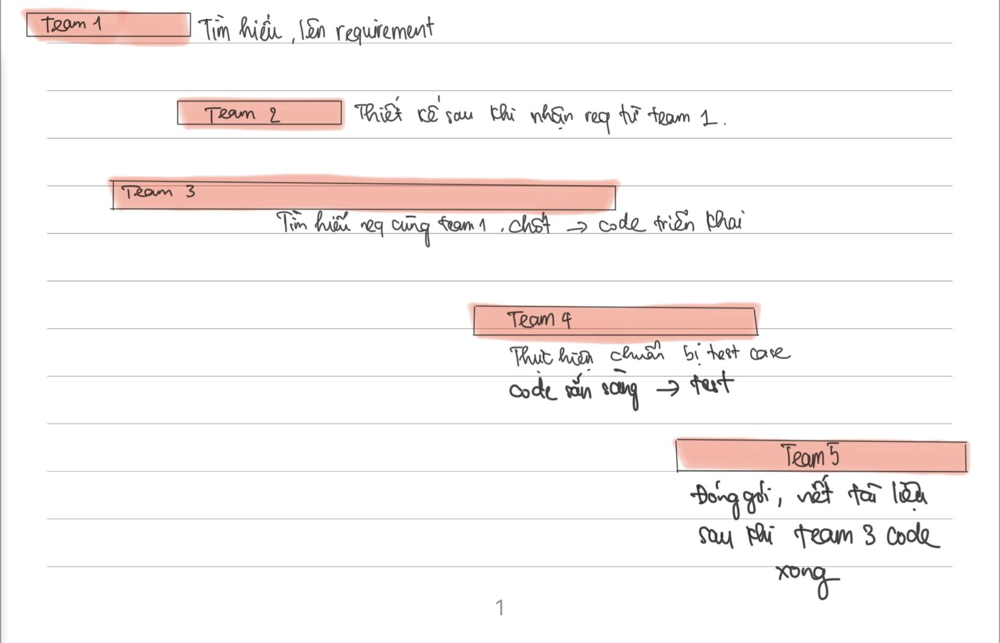 Team 1
Tìm hiểu, lên requirement
Team 2
Thiết kế sau khi nhận req từ team 1.
Team 3
Tìm hiểu req cùng team 1, chốt → code triển khai
Team 4
Thực hiện chuẩn bị test case
code sẵn sàng → test
Team 5
Đóng gói, viết tài liệu
sau khi team 3 code
xong
1